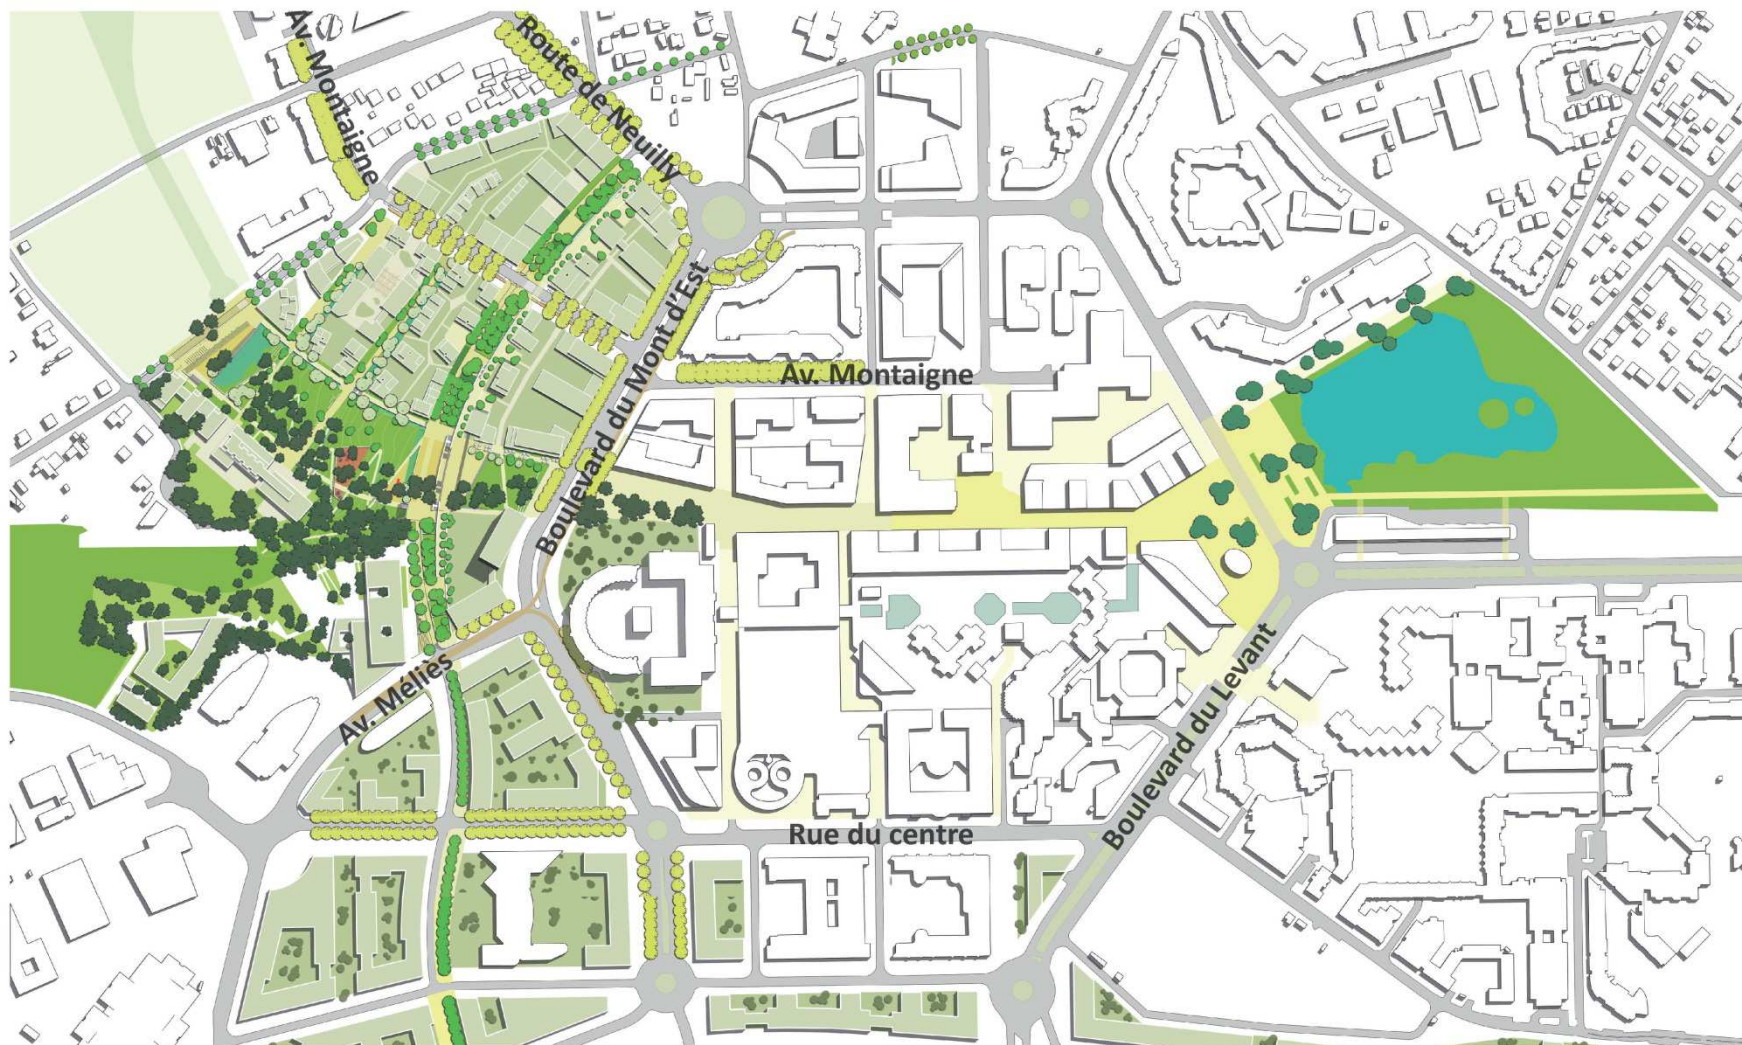 Av. Montaigne
Route de Neuilly
Boulevard du Mont d'Est
Av. Montaigne
Av. Méliès
Boulevard du Levant
Rue du centre